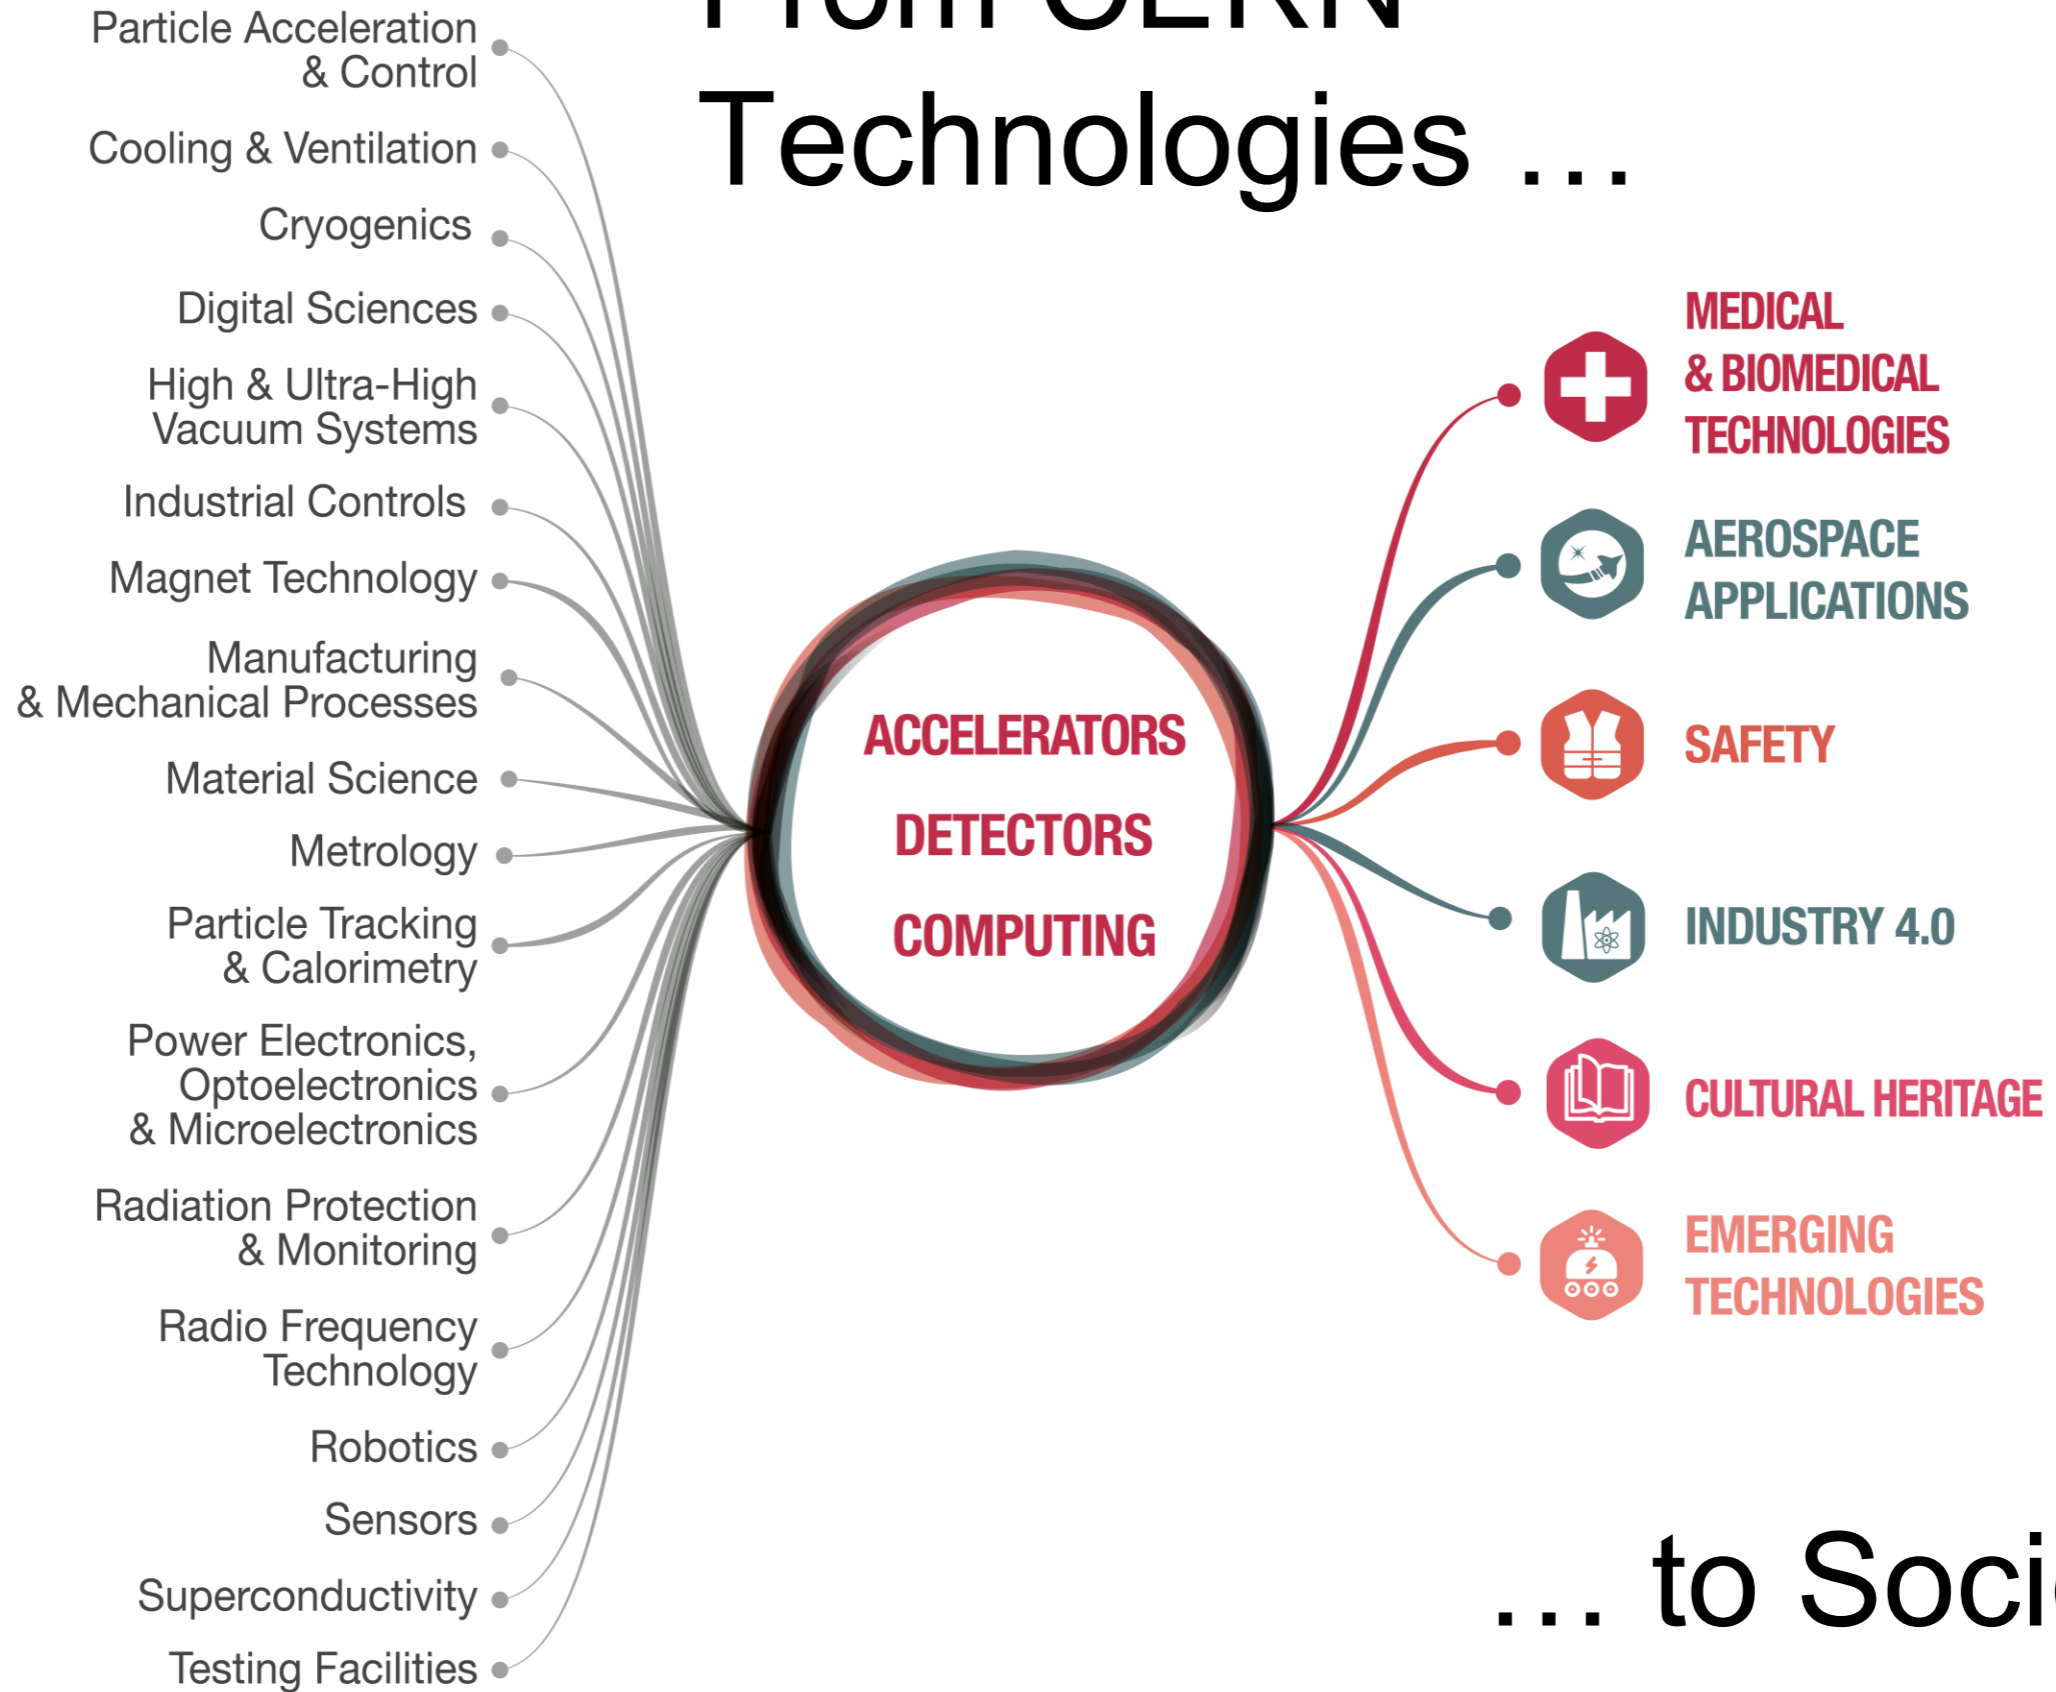 From CERN
Technologies …
Particle Acceleration
& Control
Cooling & Ventilation
Cryogenics
Digital Sciences
High & Ultra-High
Vacuum Systems
Industrial Controls
Magnet Technology
Manufacturing
& Mechanical Processes
Material Science
Metrology
Particle Tracking
& Calorimetry
Power Electronics,
Optoelectronics
& Microelectronics
Radiation Protection
& Monitoring
Radio Frequency
Technology
Robotics
Sensors
Superconductivity
Testing Facilities
ACCELERATORS
DETECTORS
COMPUTING
MEDICAL
& BIOMEDICAL
TECHNOLOGIES
AEROSPACE
APPLICATIONS
SAFETY
INDUSTRY 4.0
CULTURAL HERITAGE
EMERGING
TECHNOLOGIES
… to